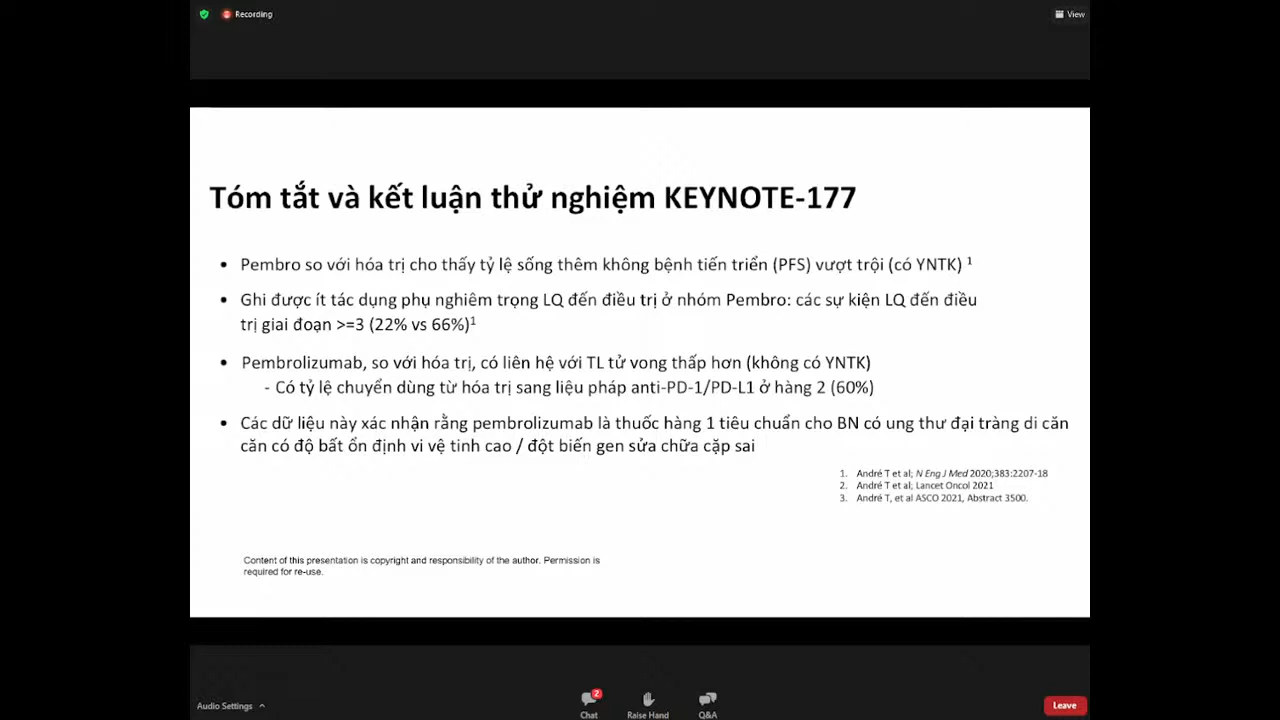 Recording
View
Tóm tắt và kết luận thử nghiệm KEYNOTE-177
• Pembro so với hóa trị cho thấy tỷ lệ sống thêm không bệnh tiến triển (PFS) vượt trội (có YNTK) 1
• Ghi được ít tác dụng phụ nghiêm trọng LQ đến điều trị ở nhóm Pembro: các sự kiện LQ đến điều
trị giai đoạn >=3 (22% vs 66%)1
• Pembrolizumab, so với hóa trị, có liên hệ với TL tử vong thấp hơn (không có YNTK)
- Có tỷ lệ chuyển dùng từ hóa trị sang liệu pháp anti-PD-1/PD-L1 ở hàng 2 (60%)
• Các dữ liệu này xác nhận rằng pembrolizumab là thuốc hàng 1 tiêu chuẩn cho BN có ung thư đại tràng di căn
căn có độ bất ổn định vi vệ tinh cao / đột biến gen sửa chữa cặp sai
1. André T et al; N Eng J Med 2020;383:2207-18
2. André T et al; Lancet Oncol 2021
3. André T, et al ASCO 2021, Abstract 3500.
Content of this presentation is copyright and responsibility of the author. Permission is
required for re-use.
Audio Settings
2
Chat
Raise Hand
Q&A
Leave